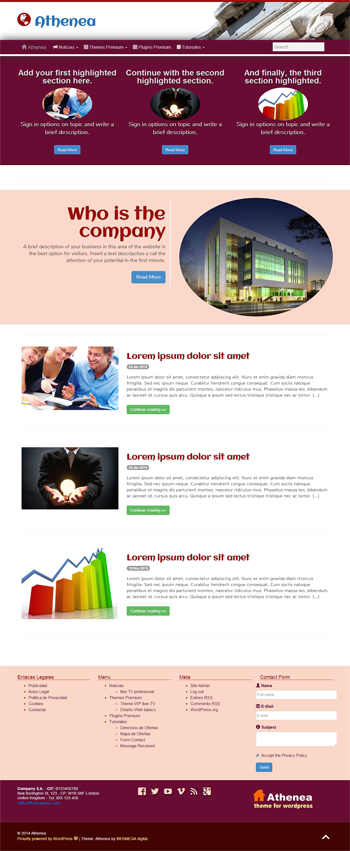 Athenea
Athenea Noticias Themes Premium Plugins Premium Tutoriales Search
Add your first highlighted section here.
Continue with the second highlighted section.
And finally, the third section highlighted.
Sign in options on topic and write a brief description.
Sign in options on topic and write a brief description.
Sign in options on topic and write a brief description.
Read More
Read More
Read More
Who is the
company
A brief description of your business in this area of the website is
the best option for visitors. Insert a text descriptivo y call the
attention of your potential in the first minute.
Read More
Lorem ipsum dolor sit amet
Lorem ipsum dolor sit amet, consectetur adipiscing elit. Nunc et enim gravida diam rhoncus
fringilla. Sed nec ipsum neque. Curabitur hendrerit congue consequat. Cum sociis natoque
penatibus et magnis dis parturient montes, nascetur ridiculus mus. Phasellus massa leo, bibendum
ac laoreet id, cursus quis arcu. Quisque a ipsum sed lectus tristique tristique nec ac tortor. [...]
Continue reading »»
Lorem ipsum dolor sit amet
Lorem ipsum dolor sit amet, consectetur adipiscing elit. Nunc et enim gravida diam rhoncus
fringilla. Sed nec ipsum neque. Curabitur hendrerit congue consequat. Cum sociis natoque
penatibus et magnis dis parturient montes, nascetur ridiculus mus. Phasellus massa leo, bibendum
ac laoreet id, cursus quis arcu. Quisque a ipsum sed lectus tristique tristique nec ac tortor. [...]
Continue reading »»
Lorem ipsum dolor sit amet
Lorem ipsum dolor sit amet, consectetur adipiscing elit. Nunc et enim gravida diam rhoncus
fringilla. Sed nec ipsum neque. Curabitur hendrerit congue consequat. Cum sociis natoque
penatibus et magnis dis parturient montes, nascetur ridiculus mus. Phasellus massa leo, bibendum
ac laoreet id, cursus quis arcu. Quisque a ipsum sed lectus tristique tristique nec ac tortor. [...]
Continue reading »»
Enlaces Legales
Publicidad
Aviso Legal
Política de Privacidad
Cookies
Contactar
Menu
Noticias
Iber TV profesional
Themes Premium
Theme WP Iber TV
Diseño Web básico
Plugins Premium
Tutoriales
Directorio de Ofertas
Mapa de Ofertas
Form Contact
Message Received
Meta
Site Admin
Log out
Entries RSS
Comments RSS
WordPress.org
Contact Form
Name
Full name
E-Mail
E-mail
Subject
Accept the Privacy Policy
Send
Company S.A. - CIF: B12345678
New Burlington St, 123 - CP: W1B 5NF London
United Kingdom - Tel: 9XX 123 456
Athenea
theme for wordpress
© 2014 Athenea
Proudly powered by WordPress | Theme: Athenea by IBERMEGA digital.